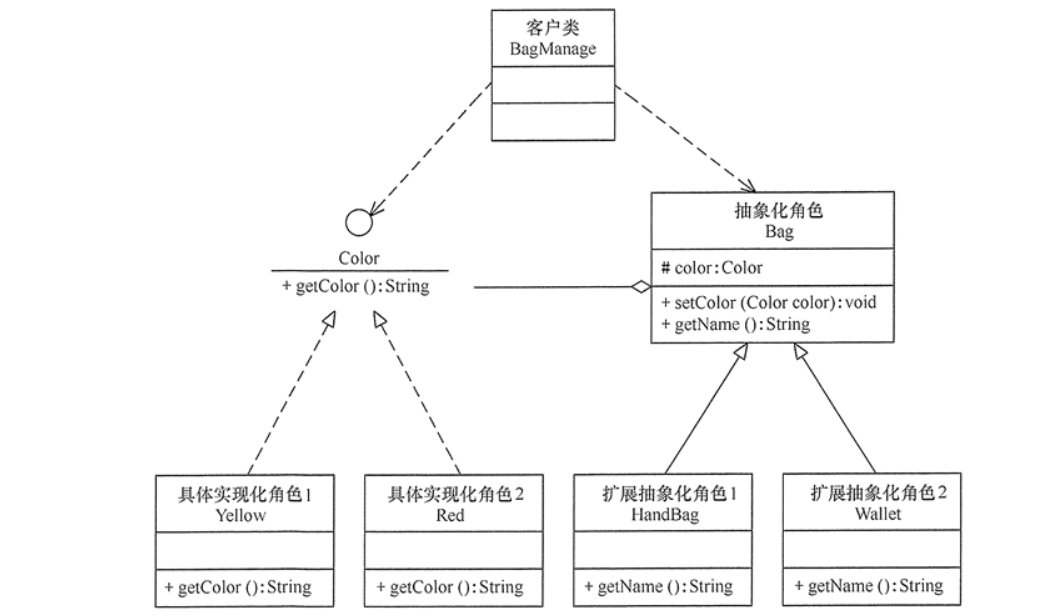 客户类
BagManage
Color
+ getColor ():String
抽象化角色
Bag
# color:Color
+ setColor (Color color):void
+ getName ():String
具体实现化角色1
Yellow
+ getColor ():String
具体实现化角色2
Red
+ getColor ():String
扩展抽象化角色1
HandBag
+ getName ():String
扩展抽象化角色2
Wallet
+ getName ():String